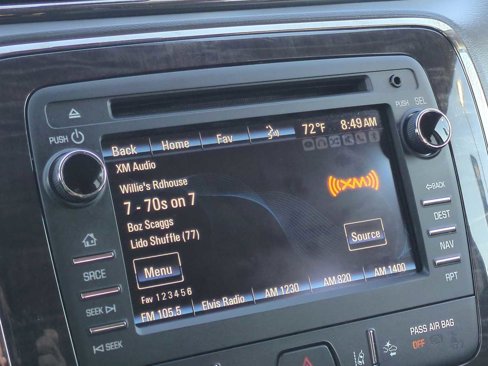 PUSH
PUSH SEL
Back Home Fav 72°F 8:49 AM
XM Audio
Willie's Rdhouse
7 - 70s on 7
((XM))
Boz Scaggs
Lido Shuffle (77)
Source
Menu
Fav 1 2 3 4 5 6
FM 105.5 Elvis Radio AM 1230 AM 820 AM 1400
BACK
DEST
NAV
RPT
SRCE
SEEK
SEEK
PASS AIR BAG
OFF